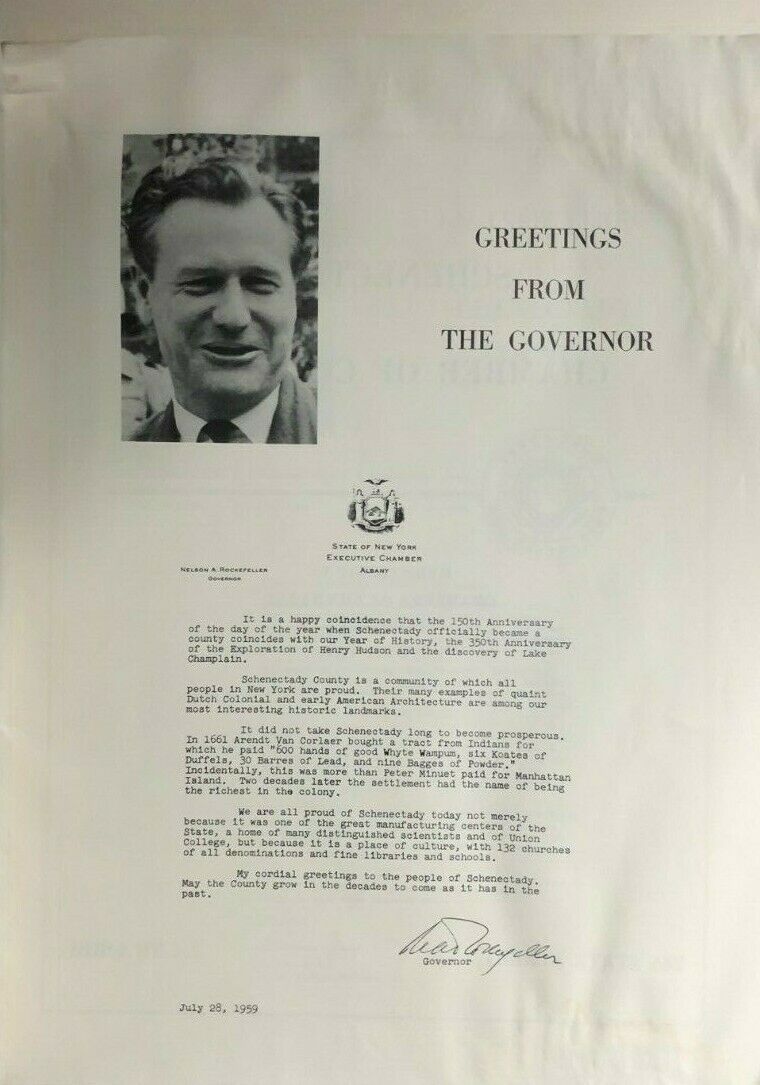 GREETINGS
FROM
THE GOVERNOR
STATE OF NEW YORK
EXECUTIVE CHAMBER
ALBANY
NELSON A. ROCKEFELLER
GOVERNOR
It is a happy coincidence that the 150th Anniversary
of the day of the year when Schenectady officially became a
county coincides with our Year of History, the 350th Anniversary
of the Exploration of Henry Hudson and the discovery of Lake
Champlain.
Schenectady County is a community of which all
people in New York are proud. Their many examples of quaint
Dutch Colonial and early American Architecture are among our
most interesting historic landmarks.
It did not take Schenectady long to become prosperous.
In 1661 Arendt Van Corlaer bought a tract from Indians for
which he paid "600 hands of good Whyte Wampum, six Koates of
Duffels, 30 Barres of Lead, and nine Bagges of Powder."
Incidentally, this was more than Peter Minuet paid for Manhattan
Island. Two decades later the settlement had the name of being
the richest in the colony.
We are all proud of Schenectady today not merely
because it was one of the great manufacturing centers of the
State, a home of many distinguished scientists and of Union
College, but because it is a place of culture, with 132 churches
of all denominations and fine libraries and schools.
My cordial greetings to the people of Schenectady.
May the County grow in the decades to come as it has in the
past.
Governor
July 28, 1959